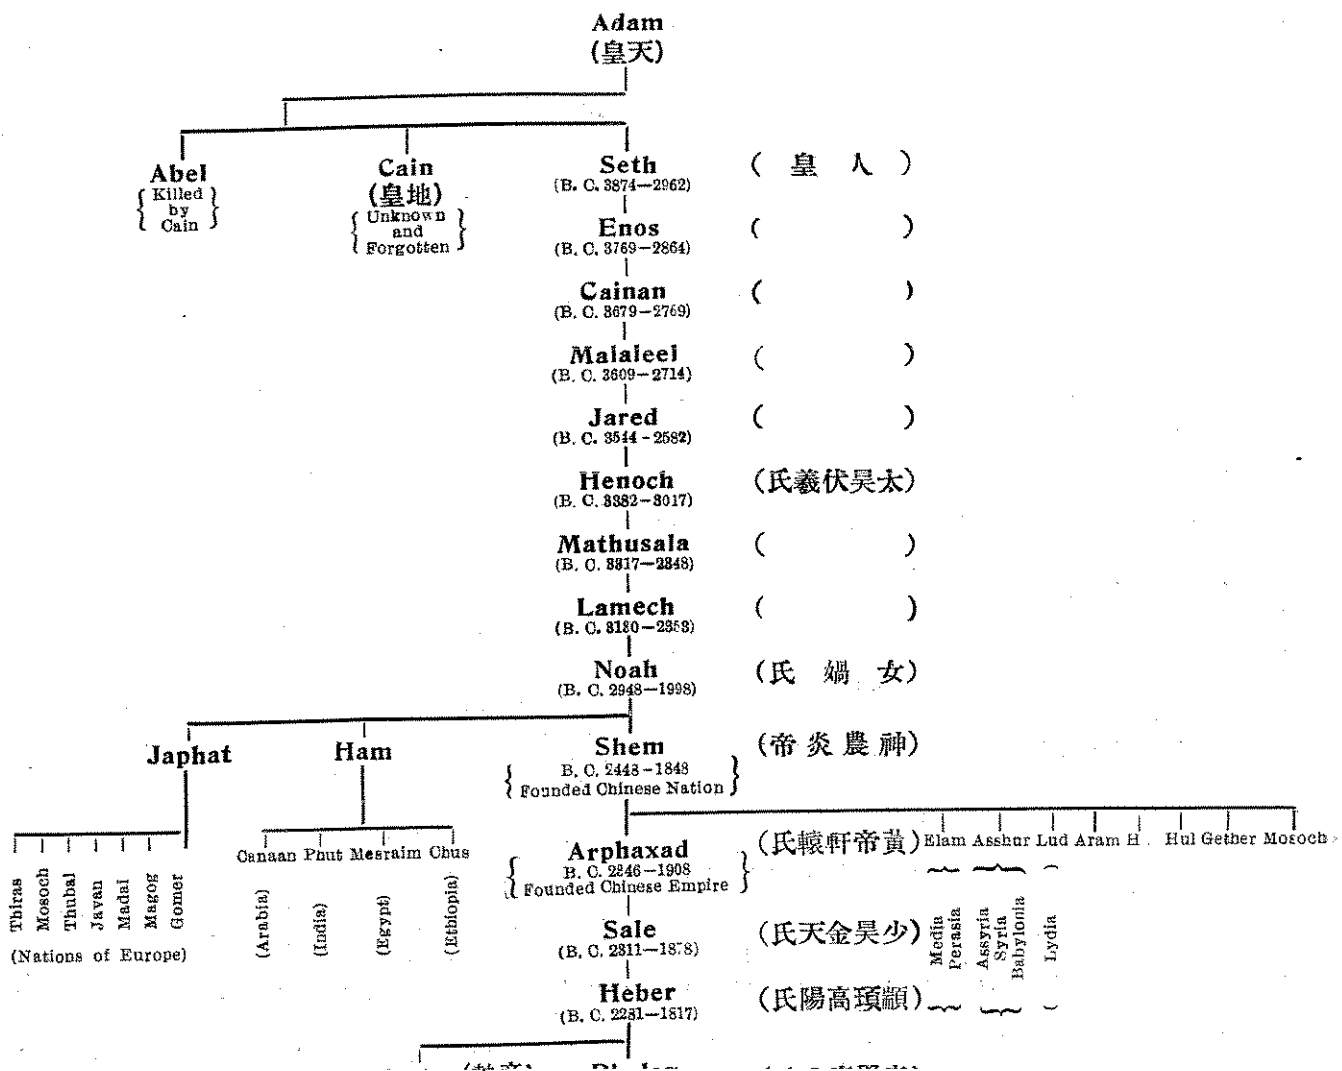 Adam
(皇天)
Abel
Killed
by
Cain
Cain
(皇地)
Unknown
and
Forgotten
Seth ( 皇 人 )
(B. C. 3874—2962)
Enos ( )
(B. C. 3769—2864)
Cainan ( )
(B. C. 3679—2769)
Malaleel ( )
(B. C. 3609—2714)
Jared ( )
(B. C. 3544-2582)
Henoch (氏羲伏昊太)
(B. C. 3382—3017)
Mathusala ( )
(B. C. 3317—2348)
Lamech ( )
(B. C. 3180—2353)
Noah (氏 媧 女)
(B. C. 2948—1998)
Japhat Ham Shem (帝炎農神)
B. C. 2448-1848
Founded Chinese Nation
Thiras
Mosoch
Thubal
Javan
Madai
Magog
Gomer
(Nations of Europe)
Canaan Phut Mesraim Chus
(Arabia)
(India)
(Egypt)
(Ethiopia)
Arphaxad (氏轅軒帝黃)
B. C. 2346—1908
Founded Chinese Empire
Elam Asshur Lud Aram H . Hul Gether Mosoch
Media
Perasia
Assyria
Syria
Babylonia
Lydia
Sale (氏天金昊少)
(B. C. 2311—1878)
Heber (氏陽高頊顓)
(B. C. 2281—1817)